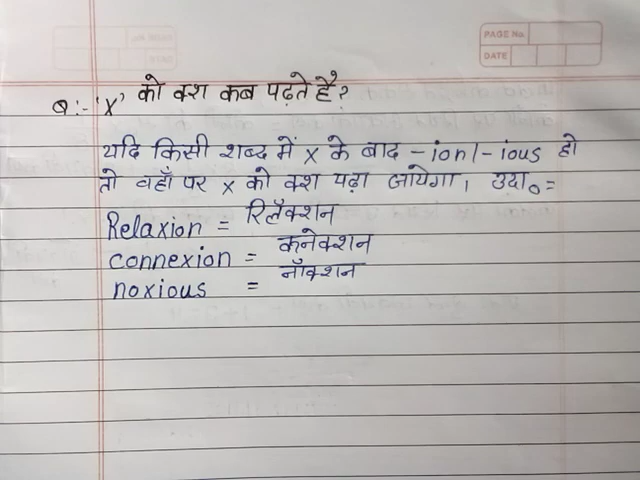 PAGE No.
DATE
Q:- 'X' को क्श कब पढ़ते है?
यदि किसी शब्द में X के बाद -ion/-ious हो
तो वहाँ पर X को क्श पढ़ा जायेगा, उदा०=
Relaxion = रिलॅक्शन
connexion = कनेक्शन
noxious = नॉक्शन